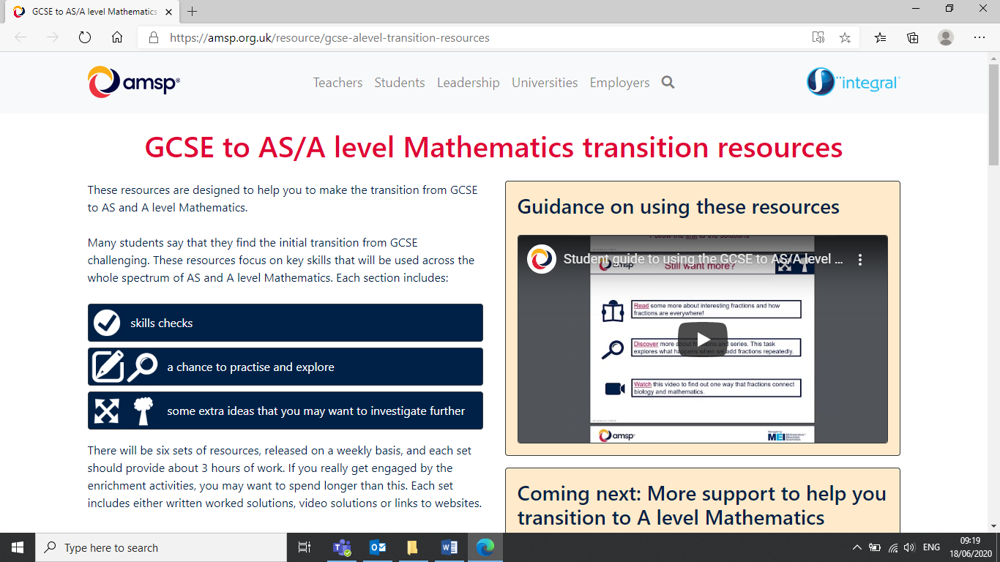 GCSE to AS/A level Mathematics
https://amsp.org.uk/resource/gcse-alevel-transition-resources
amsp®
Teachers Students Leadership Universities Employers
integral
GCSE to AS/A level Mathematics transition resources
These resources are designed to help you to make the transition from GCSE
to AS and A level Mathematics.
Many students say that they find the initial transition from GCSE
challenging. These resources focus on key skills that will be used across the
whole spectrum of AS and A level Mathematics. Each section includes:
skills checks
a chance to practise and explore
some extra ideas that you may want to investigate further
There will be six sets of resources, released on a weekly basis, and each set
should provide about 3 hours of work. If you really get engaged by the
enrichment activities, you may want to spend longer than this. Each set
includes either written worked solutions, video solutions or links to websites.
Guidance on using these resources
Follow the link to the solutions
Student guide to using the GCSE to AS/A level ...
amsp
Still want more?
Read some more about interesting fractions and how
fractions are everywhere!
Discover more about fractions and series. This task
explores what happens when we add fractions repeatedly.
Watch this video to find out one way that fractions connect
biology and mathematics.
amsp
MEI
Coming next: More support to help you
transition to A level Mathematics
Type here to search
ENG
09:19
18/06/2020